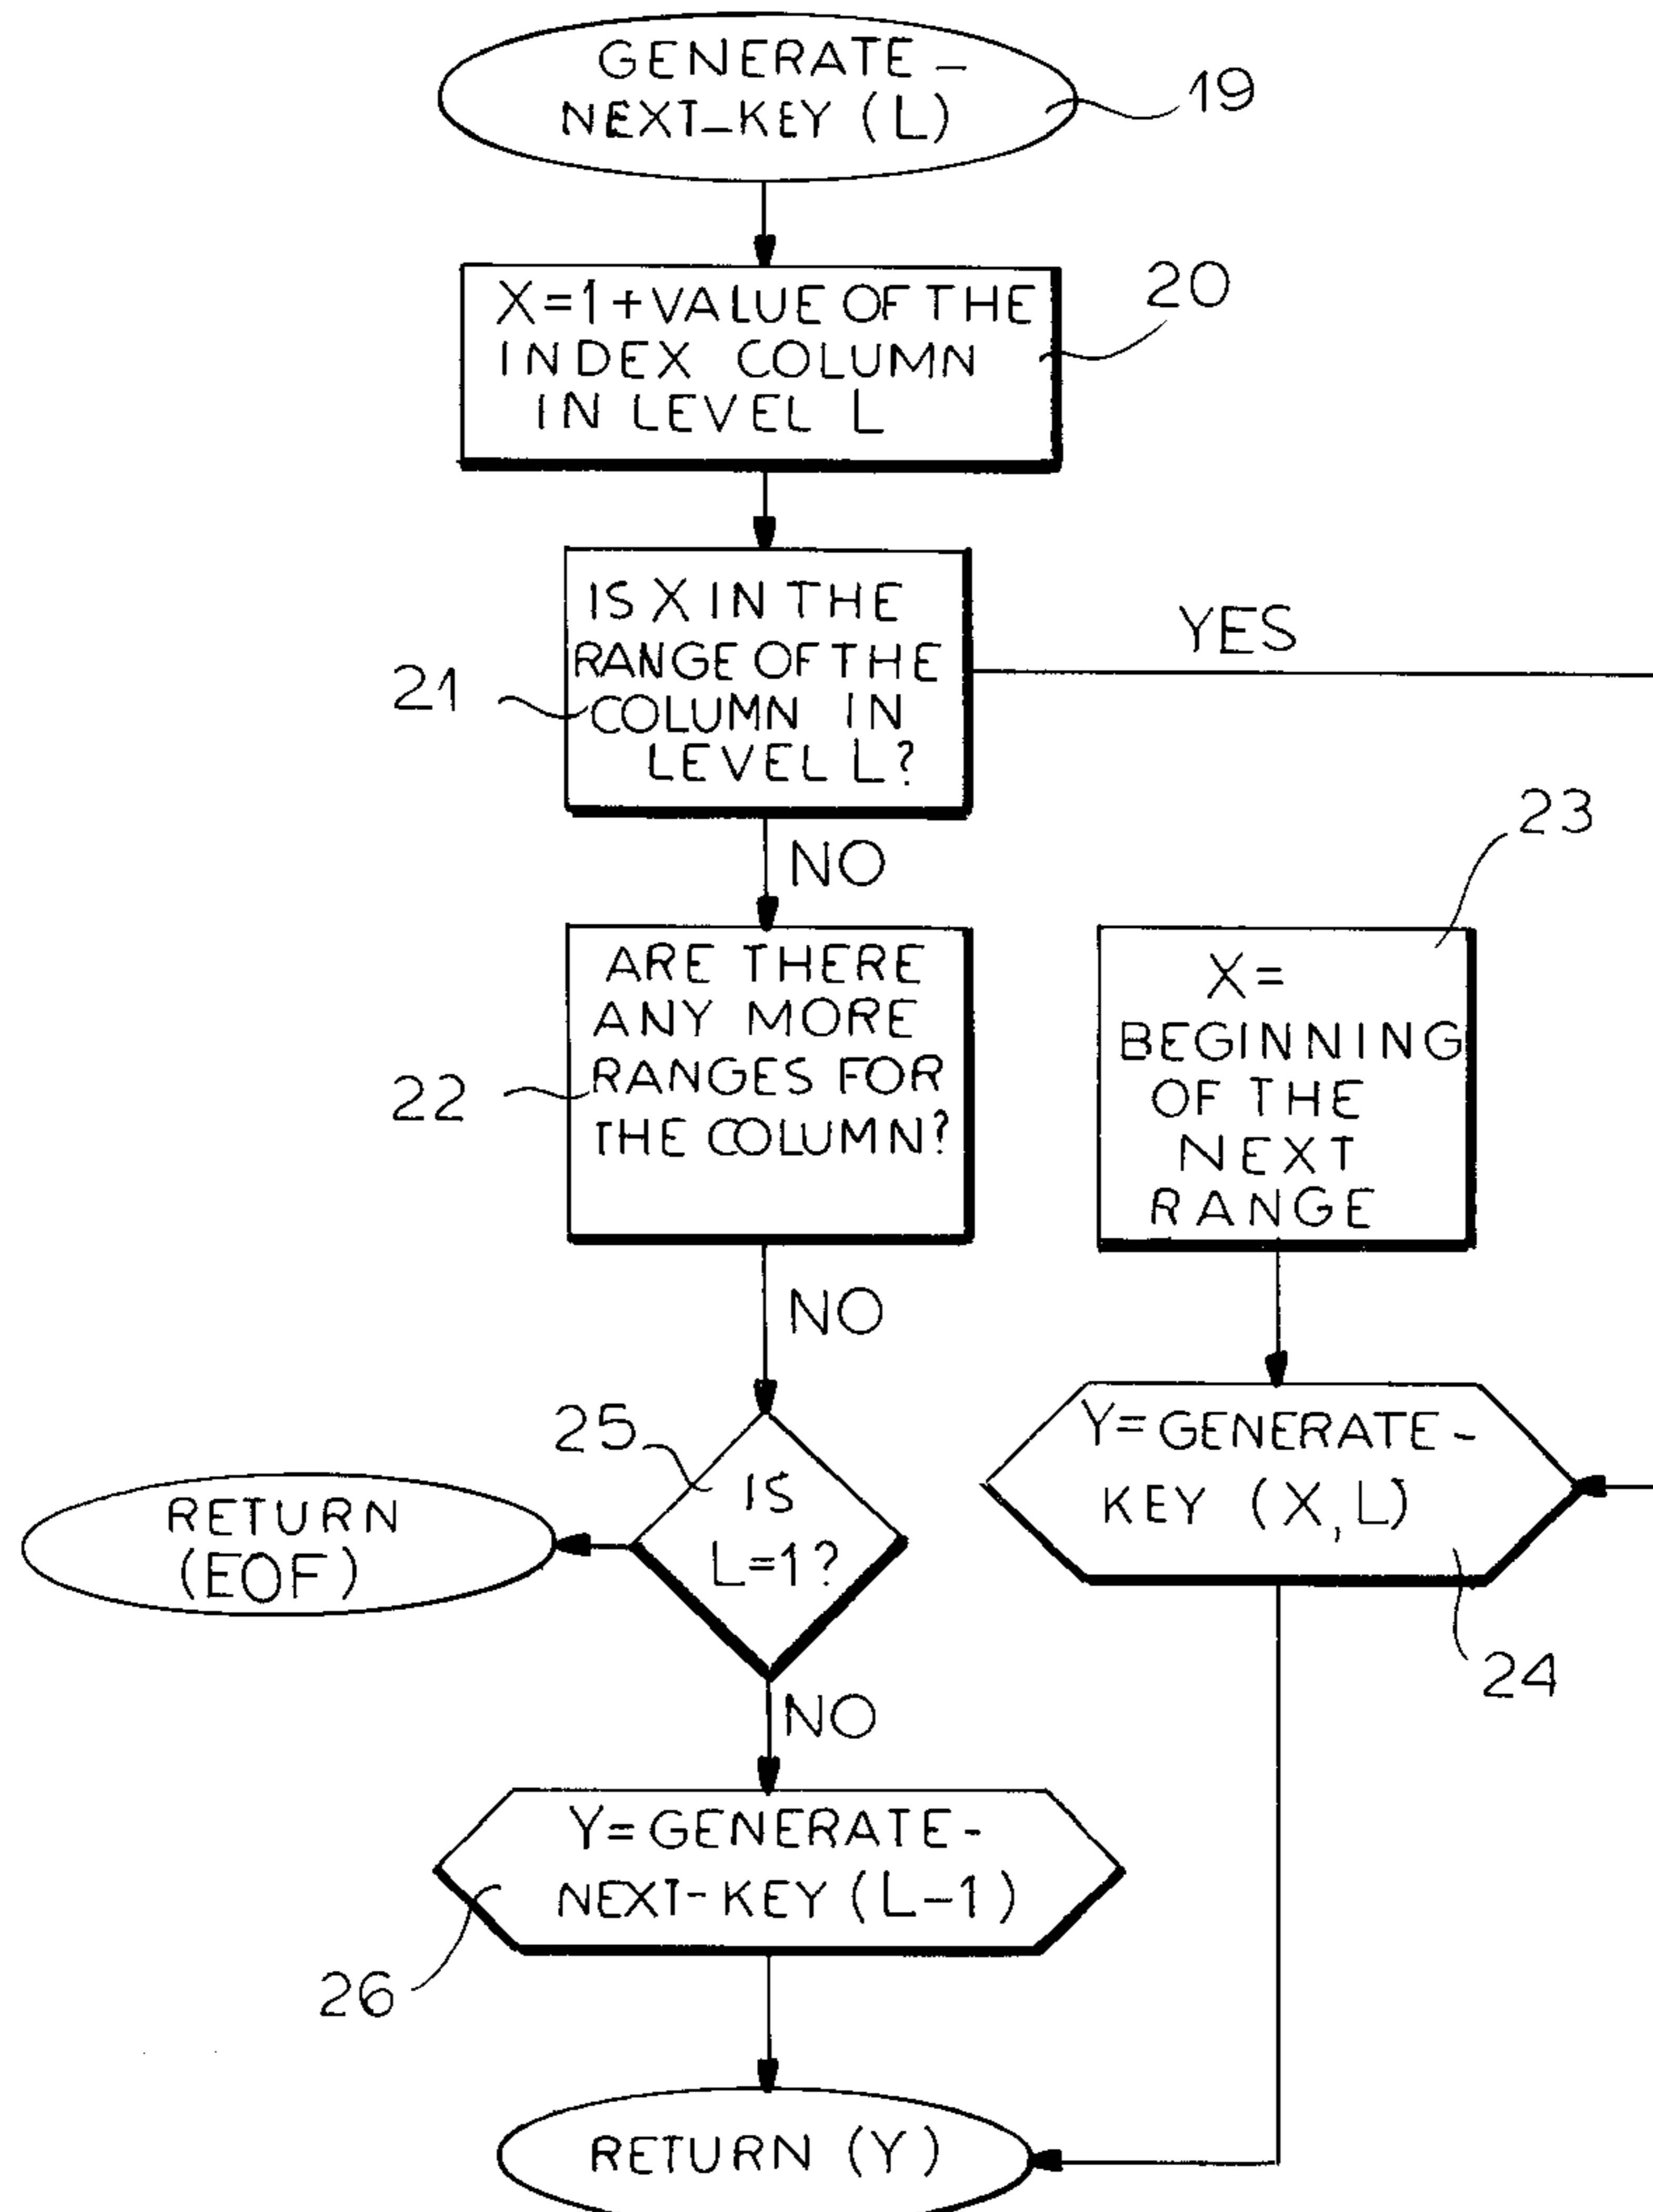 GENERATE_
NEXT_KEY (L)
19
X=1+VALUE OF THE
INDEX COLUMN
IN LEVEL L
20
IS X IN THE
RANGE OF THE
COLUMN IN
LEVEL L?
21
YES
NO
ARE THERE
ANY MORE
RANGES FOR
THE COLUMN?
22
23
X=
BEGINNING
OF THE
NEXT
RANGE
NO
25
IS
L=1?
RETURN
(EOF)
Y=GENERATE-
KEY (X,L)
24
NO
Y=GENERATE-
NEXT-KEY (L-1)
26
RETURN (Y)